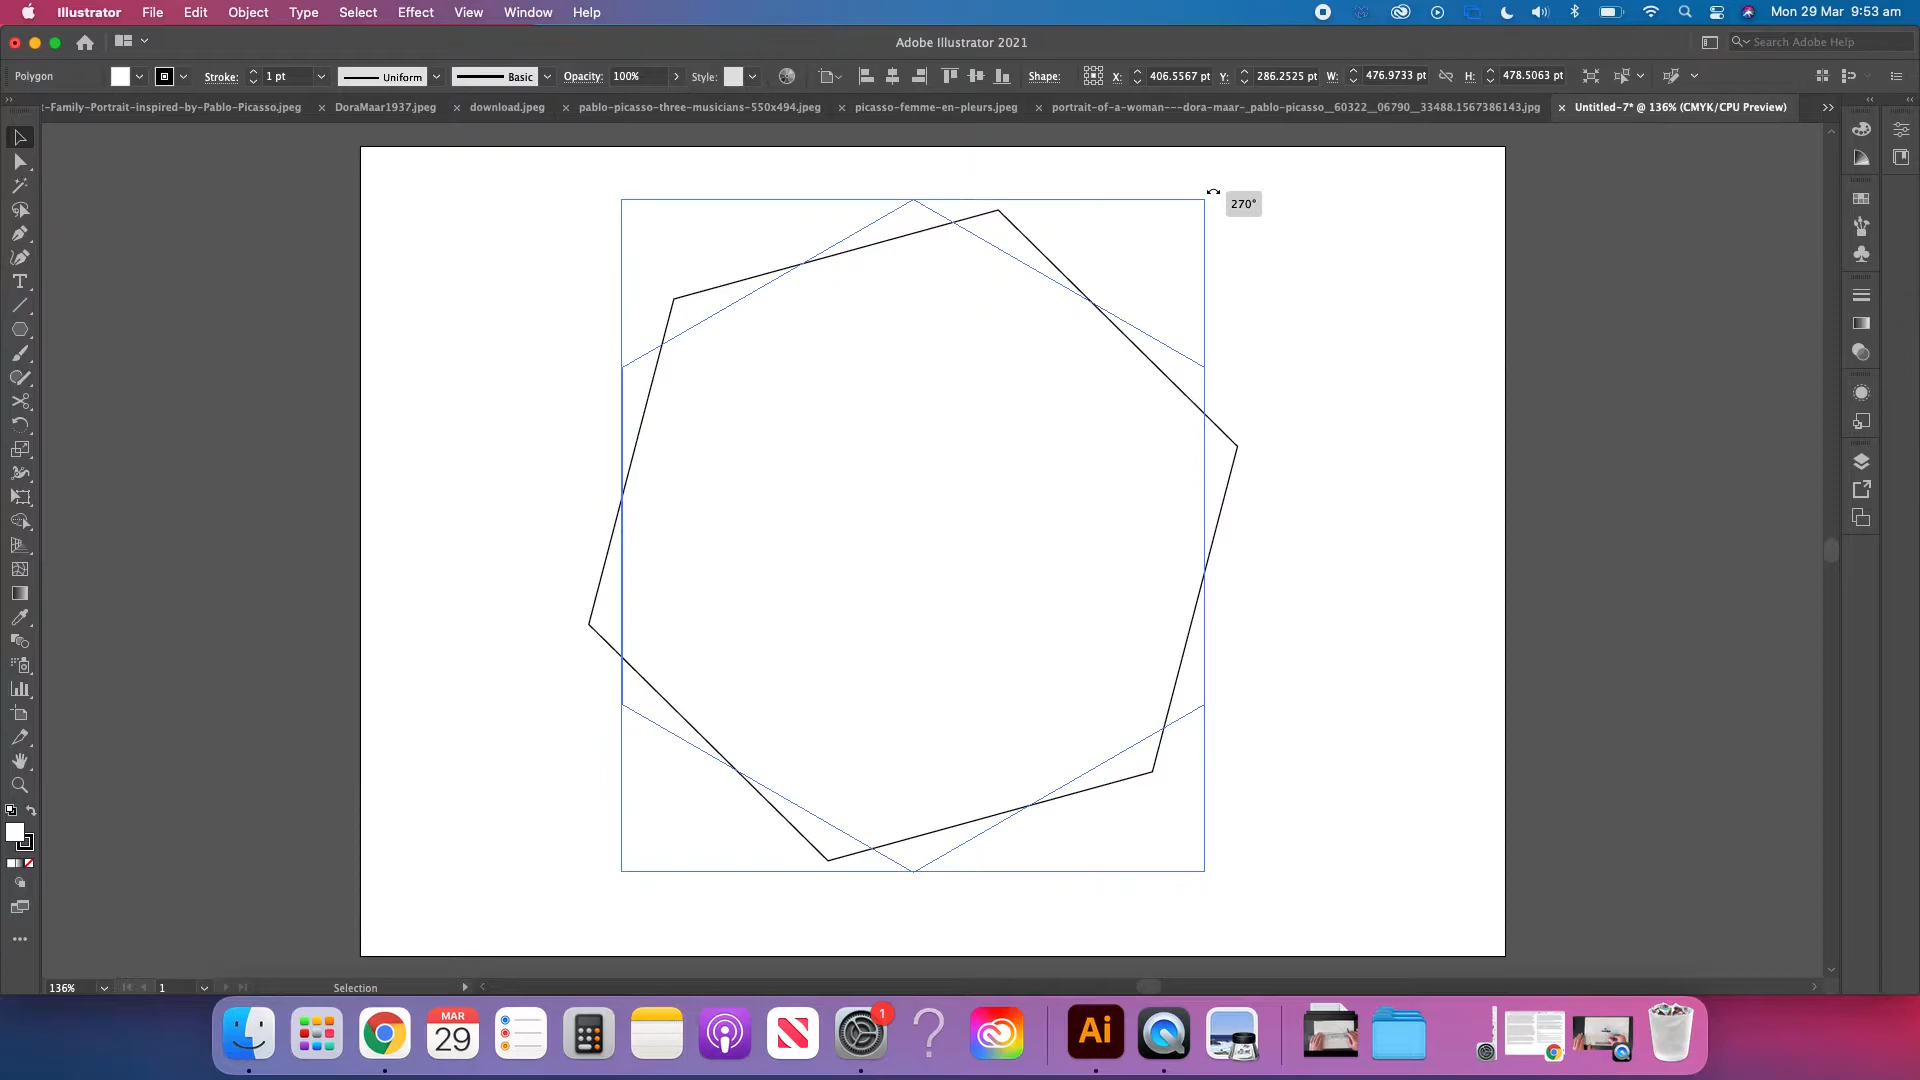 Illustrator File Edit Object Type Select Effect View Window Help Mon 29 Mar 9:53 am
Adobe Illustrator 2021 Search Adobe Help
Polygon Stroke: 1 pt Uniform Basic Opacity: 100% Style: Shape: X: 406.5567 pt Y: 286.2525 pt W: 476.9733 pt H: 478.5063 pt
t-Family-Portrait-inspired-by-Pablo-Picasso.jpeg DoraMaar1937.jpeg download.jpeg pablo-picasso-three-musicians-550x494.jpeg picasso-femme-en-pleurs.jpeg portrait-of-a-woman---dora-maar-_pablo-picasso__60322__06790__33488.1567386143.jpg Untitled-7* @ 136% (CMYK/CPU Preview)
270°
136% 1 Selection
MAR
29
1
Ai